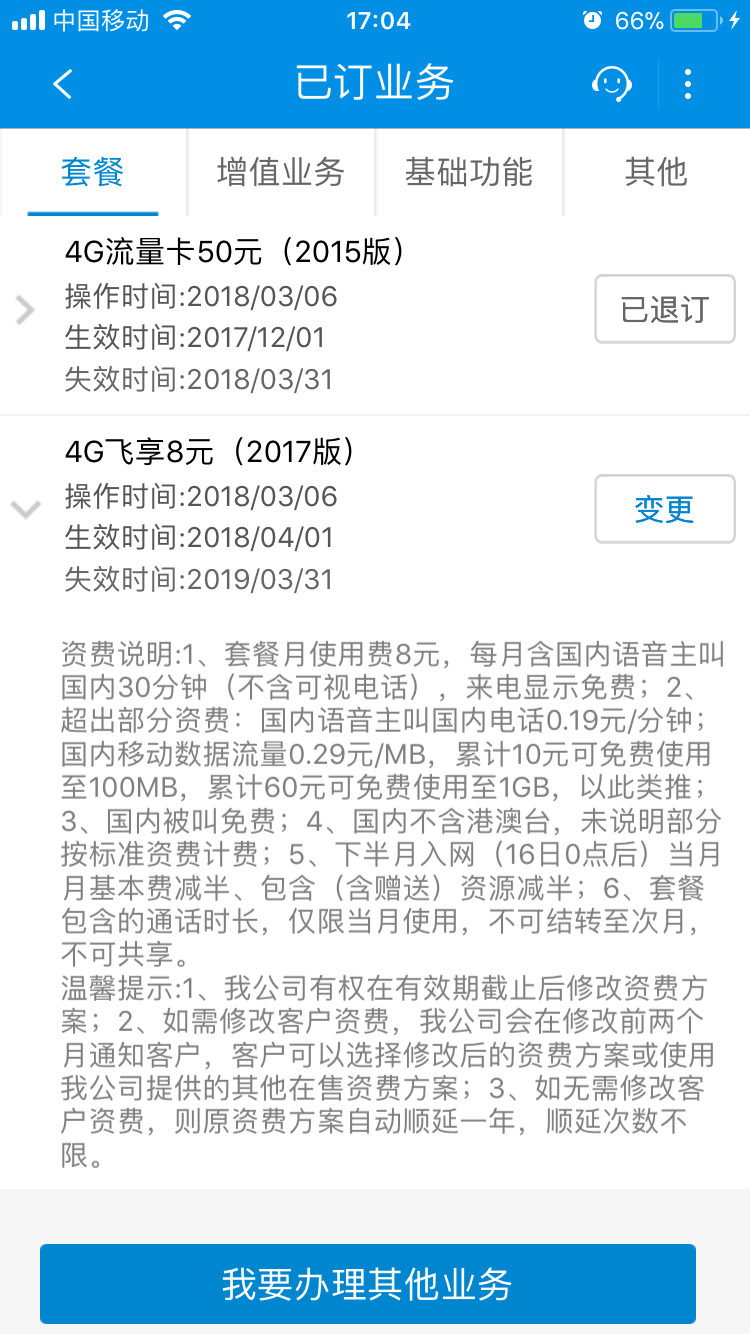 中国移动 17:04 66%
已订业务
套餐 增值业务 基础功能 其他
4G流量卡50元（2015版）
操作时间:2018/03/06
生效时间:2017/12/01
失效时间:2018/03/31
已退订
4G飞享8元（2017版）
操作时间:2018/03/06
生效时间:2018/04/01
失效时间:2019/03/31
变更
资费说明:1、套餐月使用费8元，每月含国内语音主叫
国内30分钟（不含可视电话），来电显示免费；2、
超出部分资费：国内语音主叫国内电话0.19元/分钟；
国内移动数据流量0.29元/MB，累计10元可免费使用
至100MB，累计60元可免费使用至1GB，以此类推；
3、国内被叫免费；4、国内不含港澳台，未说明部分
按标准资费计费；5、下半月入网（16日0点后）当月
月基本费减半、包含（含赠送）资源减半；6、套餐
包含的通话时长，仅限当月使用，不可结转至次月，
不可共享。
温馨提示:1、我公司有权在有效期截止后修改资费方
案；2、如需修改客户资费，我公司会在修改前两个
月通知客户，客户可以选择修改后的资费方案或使用
我公司提供的其他在售资费方案；3、如无需修改客
户资费，则原资费方案自动顺延一年，顺延次数不
限。
我要办理其他业务